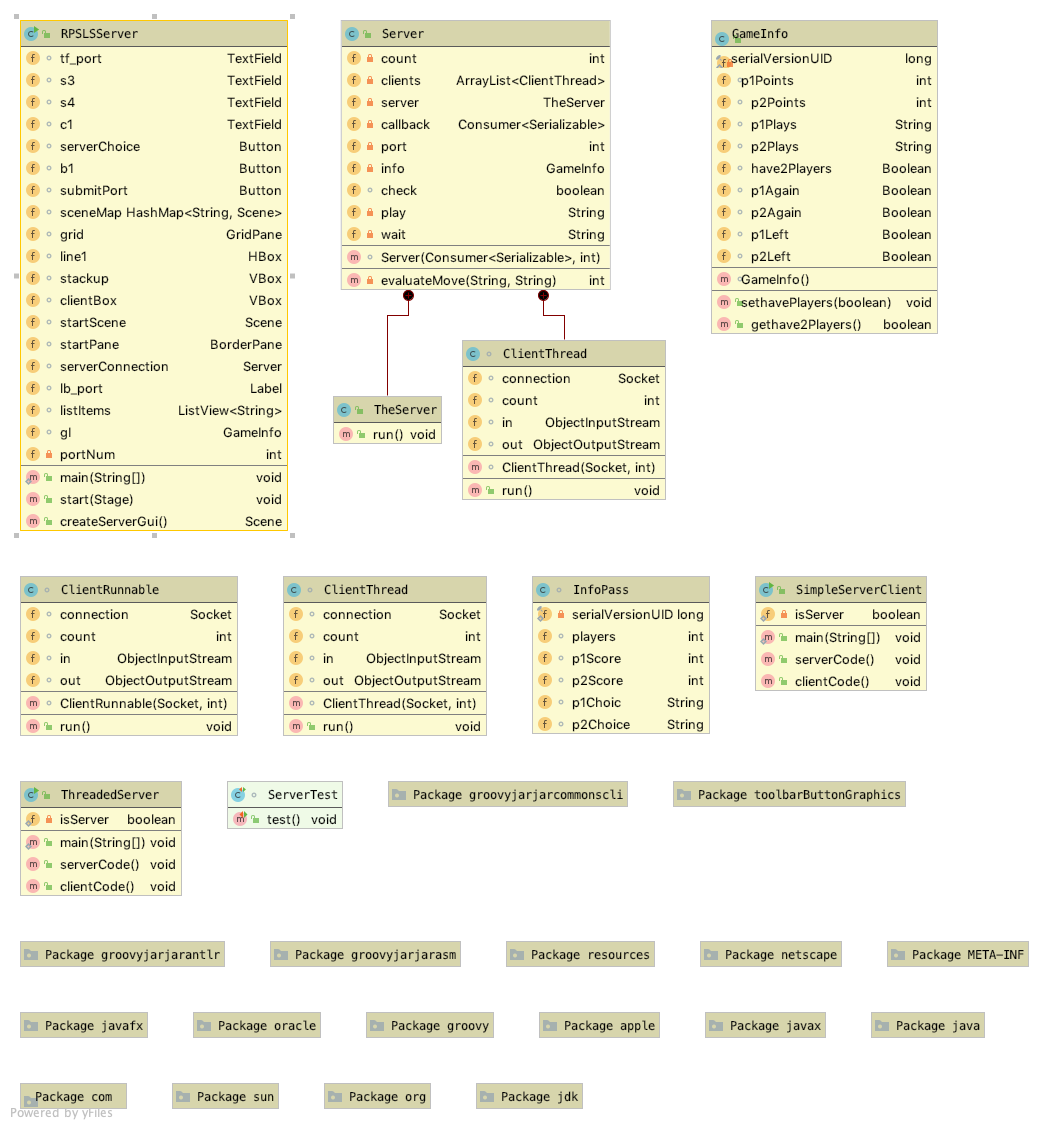 RPSLSServer
tf_port TextField
s3 TextField
s4 TextField
c1 TextField
serverChoice Button
b1 Button
submitPort Button
sceneMap HashMap<String, Scene>
grid GridPane
line1 HBox
stackup VBox
clientBox VBox
startScene Scene
startPane BorderPane
serverConnection Server
lb_port Label
listItems ListView<String>
gl GameInfo
portNum int
main(String[]) void
start(Stage) void
createServerGui() Scene
Server
count int
clients ArrayList<ClientThread>
server TheServer
callback Consumer<Serializable>
port int
info GameInfo
check boolean
play String
wait String
Server(Consumer<Serializable>, int)
evaluateMove(String, String) int
GameInfo
serialVersionUID long
p1Points int
p2Points int
p1Plays String
p2Plays String
have2Players Boolean
p1Again Boolean
p2Again Boolean
p1Left Boolean
p2Left Boolean
GameInfo()
sethavePlayers(boolean) void
gethave2Players() boolean
TheServer
run() void
ClientThread
connection Socket
count int
in ObjectInputStream
out ObjectOutputStream
ClientThread(Socket, int)
run() void
ClientRunnable
connection Socket
count int
in ObjectInputStream
out ObjectOutputStream
ClientRunnable(Socket, int)
run() void
ClientThread
connection Socket
count int
in ObjectInputStream
out ObjectOutputStream
ClientThread(Socket, int)
run() void
InfoPass
serialVersionUID long
players int
p1Score int
p2Score int
p1Choic String
p2Choice String
SimpleServerClient
isServer boolean
main(String[]) void
serverCode() void
clientCode() void
ThreadedServer
isServer boolean
main(String[]) void
serverCode() void
clientCode() void
ServerTest
test() void
Package groovyjarjarcommonscli
Package toolbarButtonGraphics
Package groovyjarjarantlr
Package groovyjarjarasm
Package resources
Package netscape
Package META-INF
Package javafx
Package oracle
Package groovy
Package apple
Package javax
Package java
Package com
Package sun
Package org
Package jdk
Powered by yFiles